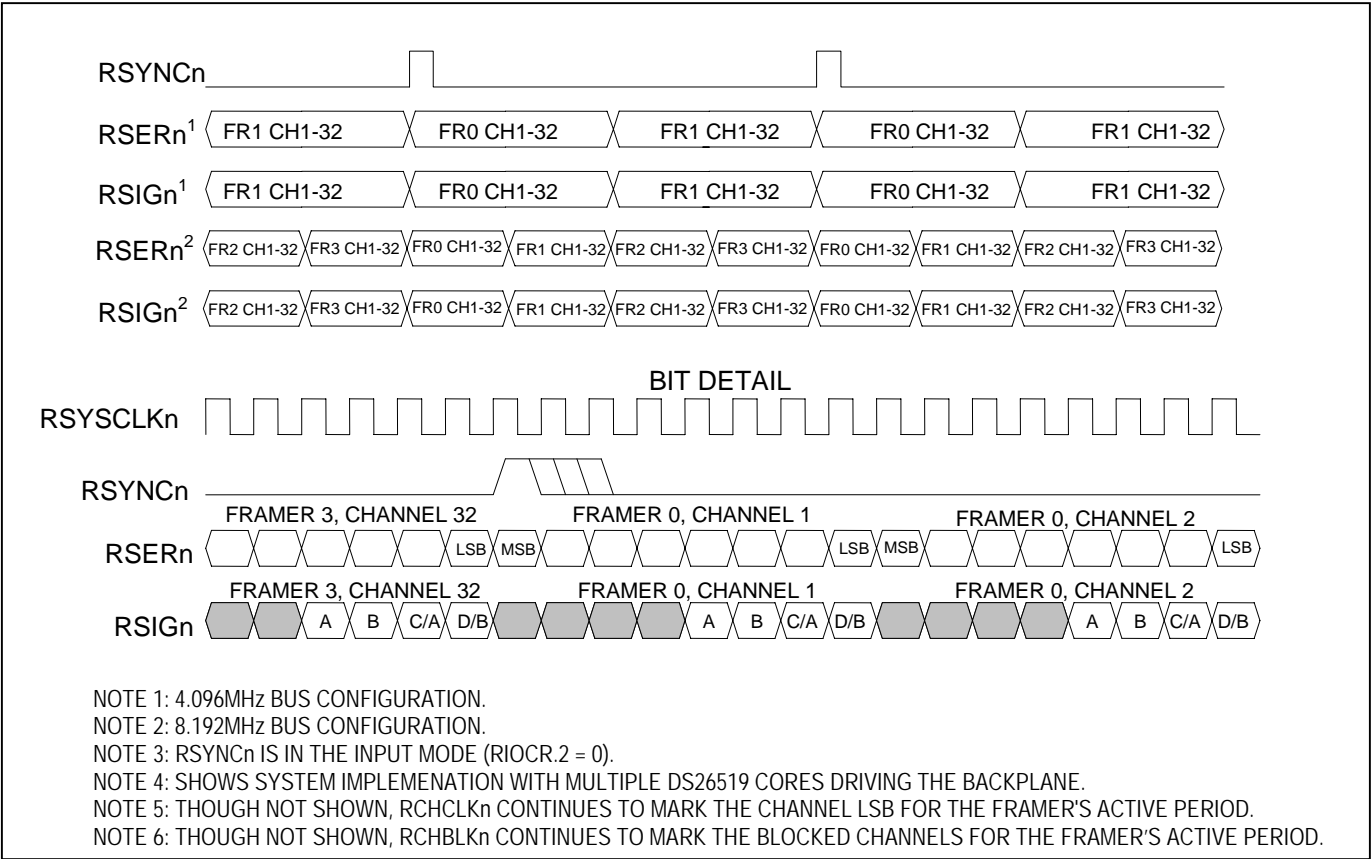 RSYNCn
RSERn1 FR1 CH1-32 FR0 CH1-32 FR1 CH1-32 FR0 CH1-32 FR1 CH1-32
RSIGn1 FR1 CH1-32 FR0 CH1-32 FR1 CH1-32 FR0 CH1-32 FR1 CH1-32
RSERn2 FR2 CH1-32 FR3 CH1-32 FR0 CH1-32 FR1 CH1-32 FR2 CH1-32 FR3 CH1-32 FR0 CH1-32 FR1 CH1-32 FR2 CH1-32 FR3 CH1-32
RSIGn2 FR2 CH1-32 FR3 CH1-32 FR0 CH1-32 FR1 CH1-32 FR2 CH1-32 FR3 CH1-32 FR0 CH1-32 FR1 CH1-32 FR2 CH1-32 FR3 CH1-32
BIT DETAIL
RSYSCLKn
RSYNCn
FRAMER 3, CHANNEL 32 FRAMER 0, CHANNEL 1 FRAMER 0, CHANNEL 2
RSERn LSB MSB LSB MSB LSB
FRAMER 3, CHANNEL 32 FRAMER 0, CHANNEL 1 FRAMER 0, CHANNEL 2
RSIGn A B C/A D/B A B C/A D/B A B C/A D/B
NOTE 1: 4.096MHz BUS CONFIGURATION.
NOTE 2: 8.192MHz BUS CONFIGURATION.
NOTE 3: RSYNCn IS IN THE INPUT MODE (RIOCR.2 = 0).
NOTE 4: SHOWS SYSTEM IMPLEMENATION WITH MULTIPLE DS26519 CORES DRIVING THE BACKPLANE.
NOTE 5: THOUGH NOT SHOWN, RCHCLKn CONTINUES TO MARK THE CHANNEL LSB FOR THE FRAMER'S ACTIVE PERIOD.
NOTE 6: THOUGH NOT SHOWN, RCHBLKn CONTINUES TO MARK THE BLOCKED CHANNELS FOR THE FRAMER’S ACTIVE PERIOD.